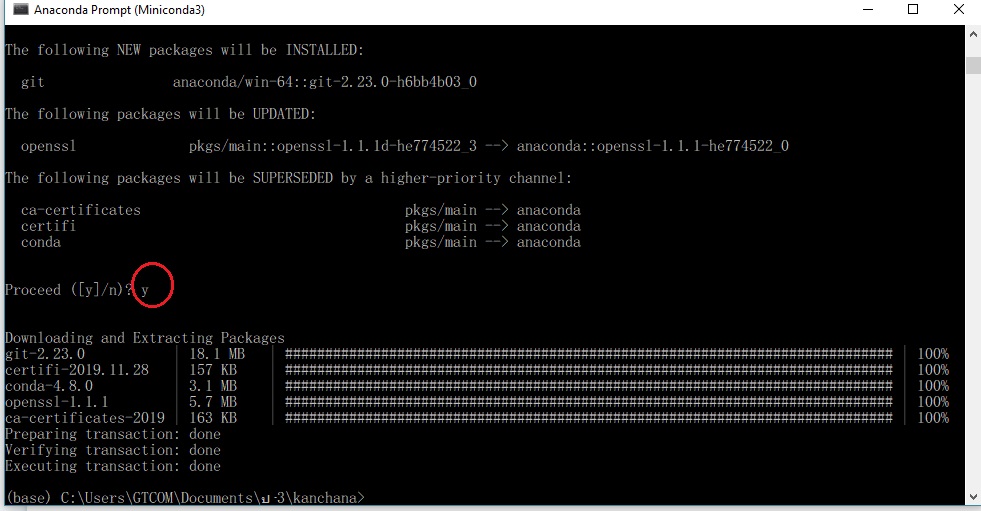 Anaconda Prompt (Miniconda3)
The following NEW packages will be INSTALLED:
git anaconda/win-64::git-2.23.0-h6bb4b03_0
The following packages will be UPDATED:
openssl pkgs/main::openssl-1.1.1d-he774522_3 --> anaconda::openssl-1.1.1-he774522_0
The following packages will be SUPERSEDED by a higher-priority channel:
ca-certificates pkgs/main --> anaconda
certifi pkgs/main --> anaconda
conda pkgs/main --> anaconda
Proceed ([y]/n)? y
Downloading and Extracting Packages
git-2.23.0 | 18.1 MB | ############################################################################ | 100%
certifi-2019.11.28 | 157 KB | ############################################################################ | 100%
conda-4.8.0 | 3.1 MB | ############################################################################ | 100%
openssl-1.1.1 | 5.7 MB | ############################################################################ | 100%
ca-certificates-2019 | 163 KB | ############################################################################ | 100%
Preparing transaction: done
Verifying transaction: done
Executing transaction: done
(base) C:\Users\GTCOM\Documents\ป-3\kanchana>